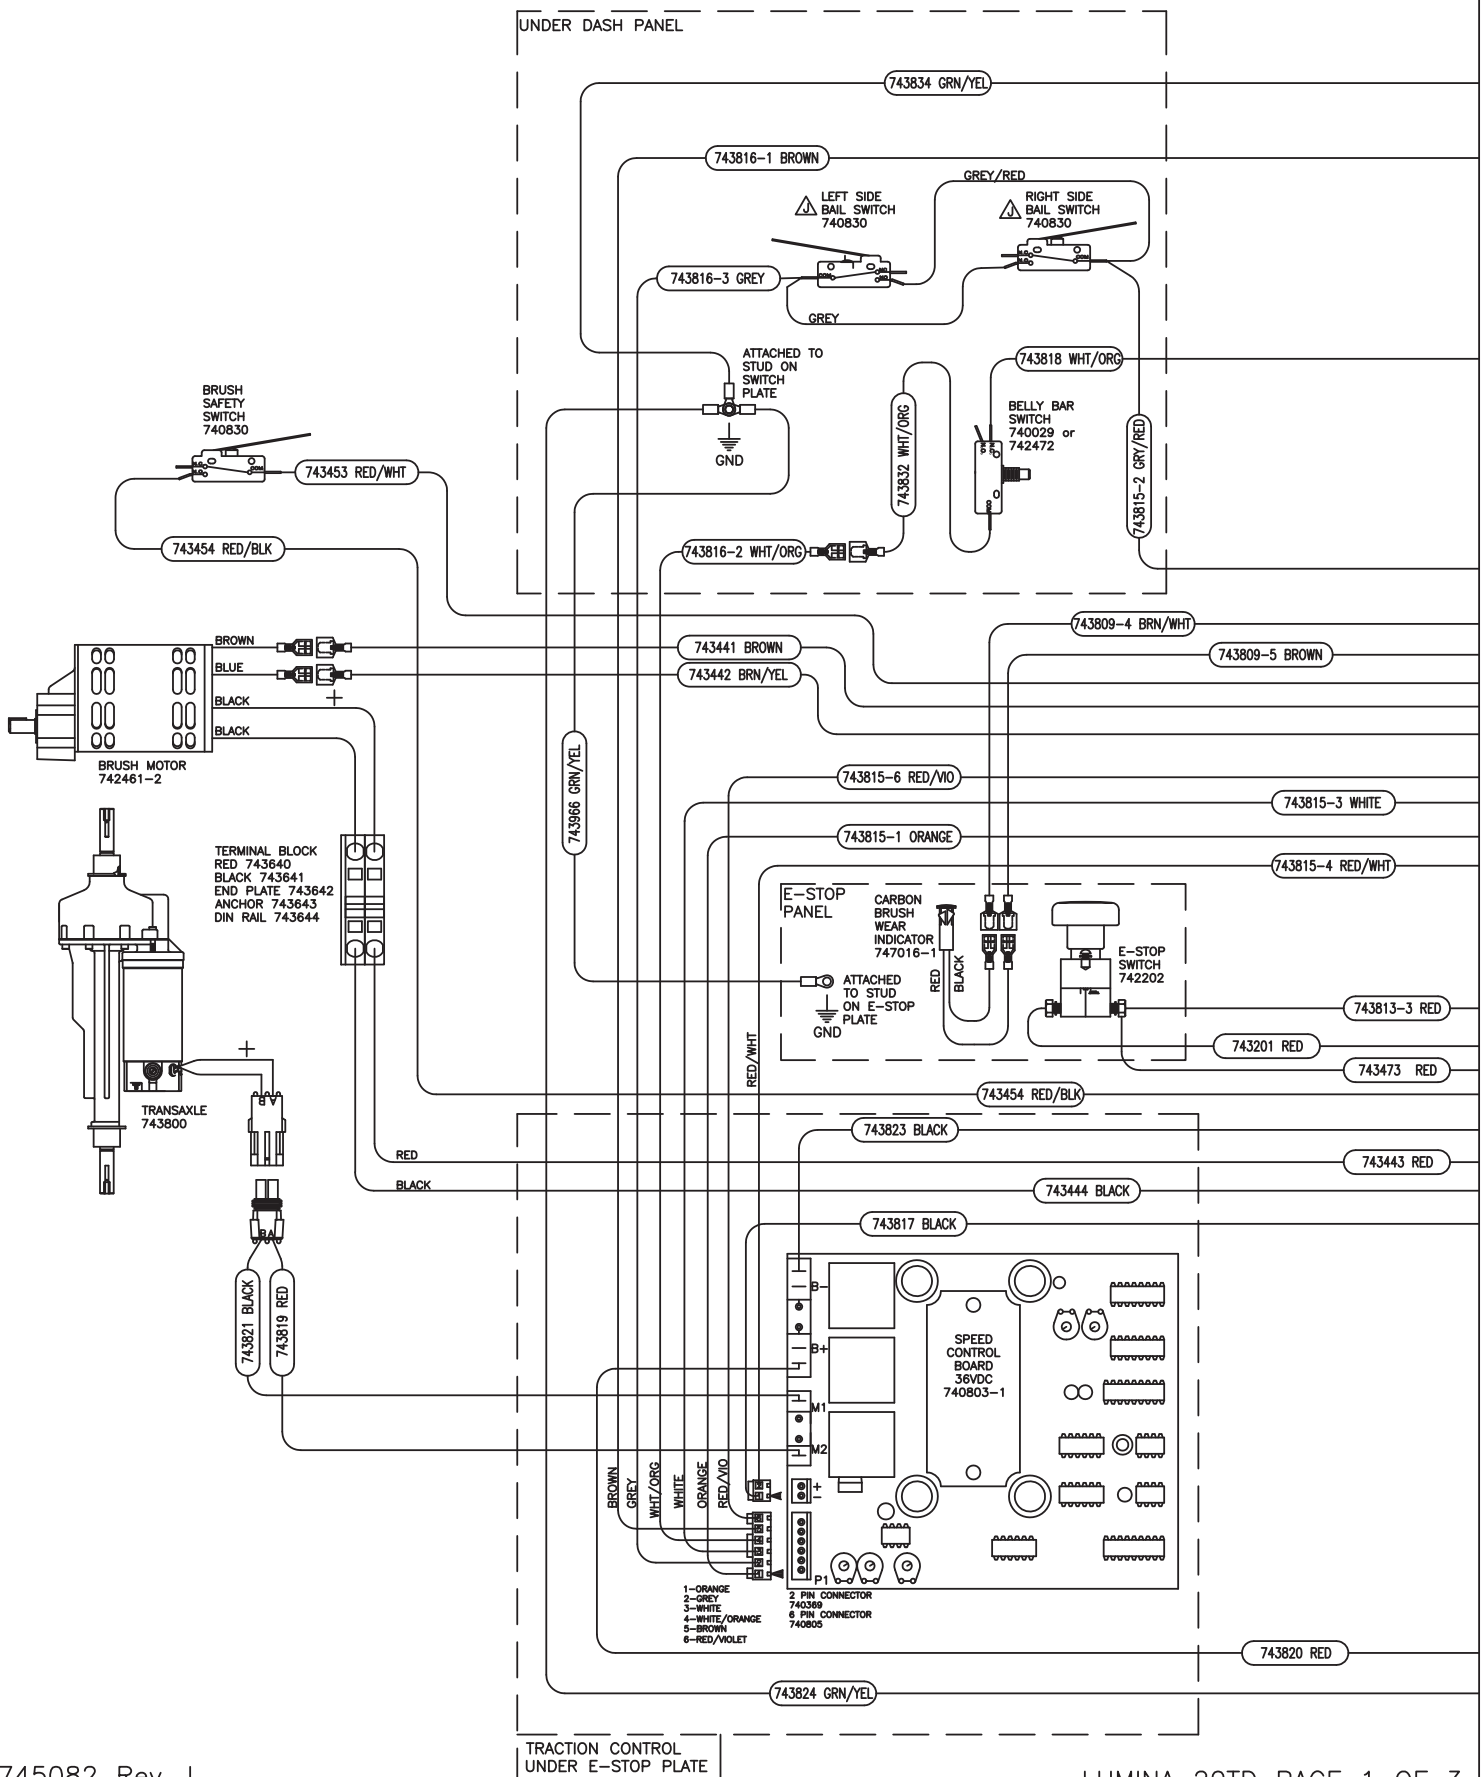 UNDER DASH PANEL
743834 GRN/YEL
743816-1 BROWN
GREY/RED
LEFT SIDE
BAIL SWITCH
740830
J
RIGHT SIDE
BAIL SWITCH
740830
J
743816-3 GREY
COM
GREY
COM
ATTACHED TO
STUD ON
SWITCH
PLATE
GND
743818 WHT/ORG
BELLY BAR
SWITCH
740029 or
742472
743832 WHT/ORG
743815-2 GRY/RED
743816-2 WHT/ORG
BRUSH
SAFETY
SWITCH
740830
COM
743453 RED/WHT
743454 RED/BLK
BROWN
BLUE
BLACK
BLACK
+
743441 BROWN
743442 BRN/YEL
BRUSH MOTOR
742461-2
743809-4 BRN/WHT
743809-5 BROWN
743966 GRN/YEL
743815-6 RED/VIO
743815-3 WHITE
743815-1 ORANGE
743815-4 RED/WHT
TERMINAL BLOCK
RED 743640
BLACK 743641
END PLATE 743642
ANCHOR 743643
DIN RAIL 743644
E-STOP
PANEL
CARBON
BRUSH
WEAR
INDICATOR
747016-1
RED
BLACK
E-STOP
SWITCH
742202
ATTACHED
TO STUD
ON E-STOP
PLATE
GND
743813-3 RED
743201 RED
743473 RED
RED/WHT
743454 RED/BLK
+
TRANSAXLE
743800
B A
B A
743821 BLACK
743819 RED
743823 BLACK
RED
743443 RED
BLACK
743444 BLACK
743817 BLACK
B-
B+
M1
M2
+
-
P1
SPEED
CONTROL
BOARD
36VDC
740803-1
BROWN
GREY
WHT/ORG
WHITE
ORANGE
RED/VIO
1-ORANGE
2-GREY
3-WHITE
4-WHITE/ORANGE
5-BROWN
6-RED/VIOLET
2 PIN CONNECTOR
740369
6 PIN CONNECTOR
740805
743820 RED
743824 GRN/YEL
TRACTION CONTROL
UNDER E-STOP PLATE
745082 Rev. J
LUMINA 20TD PAGE 1 OF 3